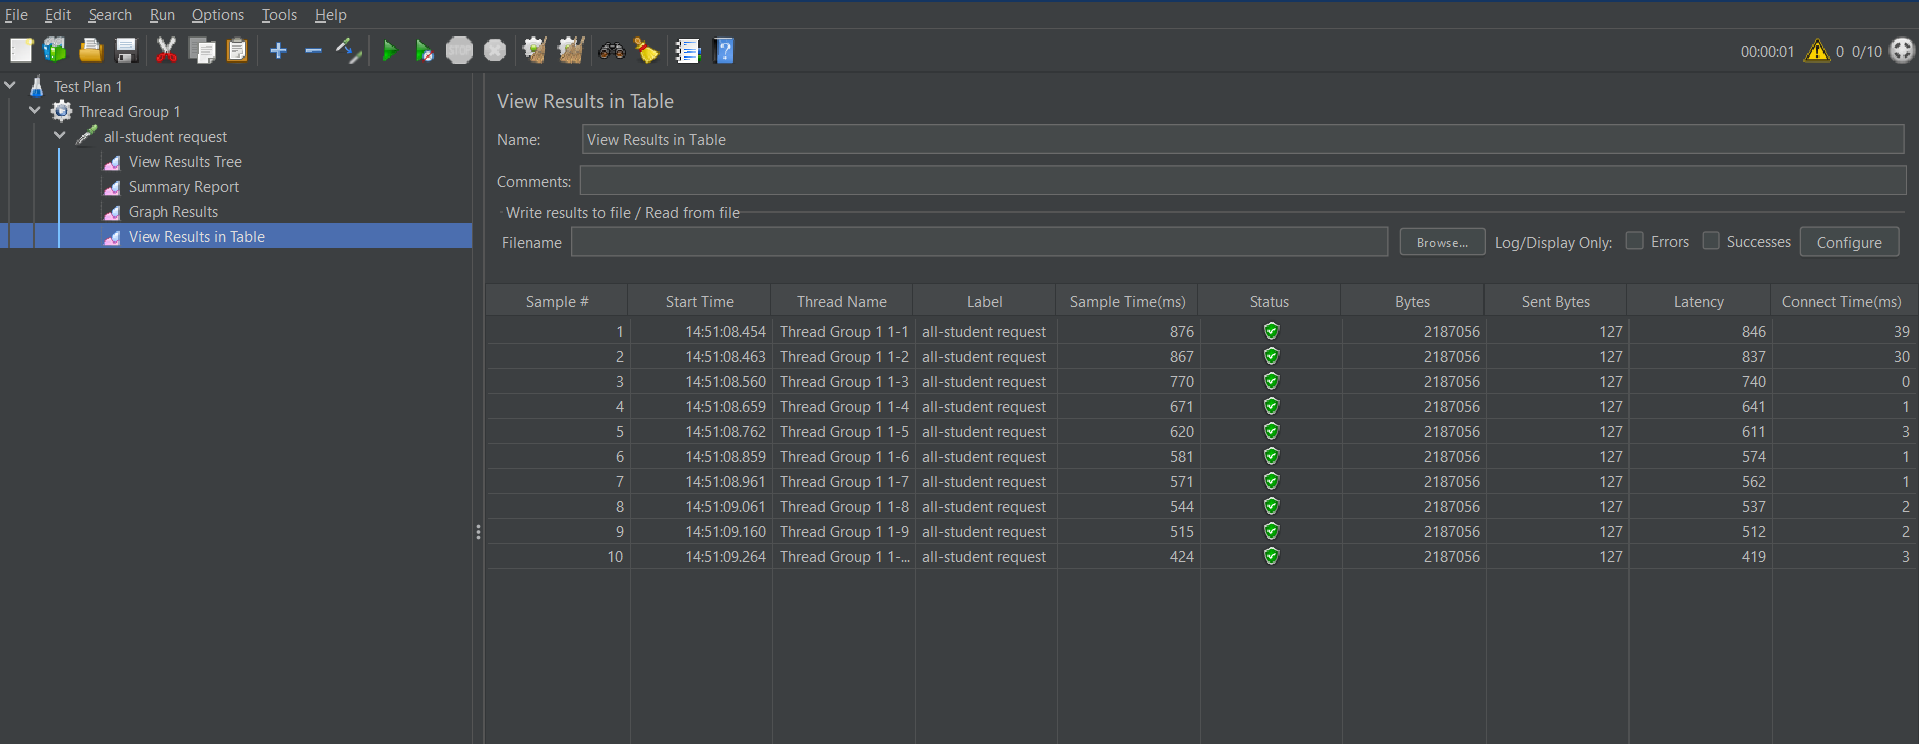 File Edit Search Run Options Tools Help
STOP 00:00:01 0 0/10
Test Plan 1
Thread Group 1
all-student request
View Results Tree
Summary Report
Graph Results
View Results in Table
View Results in Table
Name: View Results in Table
Comments:
Write results to file / Read from file
Filename Browse... Log/Display Only: Errors Successes Configure
Sample # Start Time Thread Name Label Sample Time(ms) Status Bytes Sent Bytes Latency Connect Time(ms)
1 14:51:08.454 Thread Group 1 1-1 all-student request 876 2187056 127 846 39
2 14:51:08.463 Thread Group 1 1-2 all-student request 867 2187056 127 837 30
3 14:51:08.560 Thread Group 1 1-3 all-student request 770 2187056 127 740 0
4 14:51:08.659 Thread Group 1 1-4 all-student request 671 2187056 127 641 1
5 14:51:08.762 Thread Group 1 1-5 all-student request 620 2187056 127 611 3
6 14:51:08.859 Thread Group 1 1-6 all-student request 581 2187056 127 574 1
7 14:51:08.961 Thread Group 1 1-7 all-student request 571 2187056 127 562 1
8 14:51:09.061 Thread Group 1 1-8 all-student request 544 2187056 127 537 2
9 14:51:09.160 Thread Group 1 1-9 all-student request 515 2187056 127 512 2
10 14:51:09.264 Thread Group 1 1-... all-student request 424 2187056 127 419 3